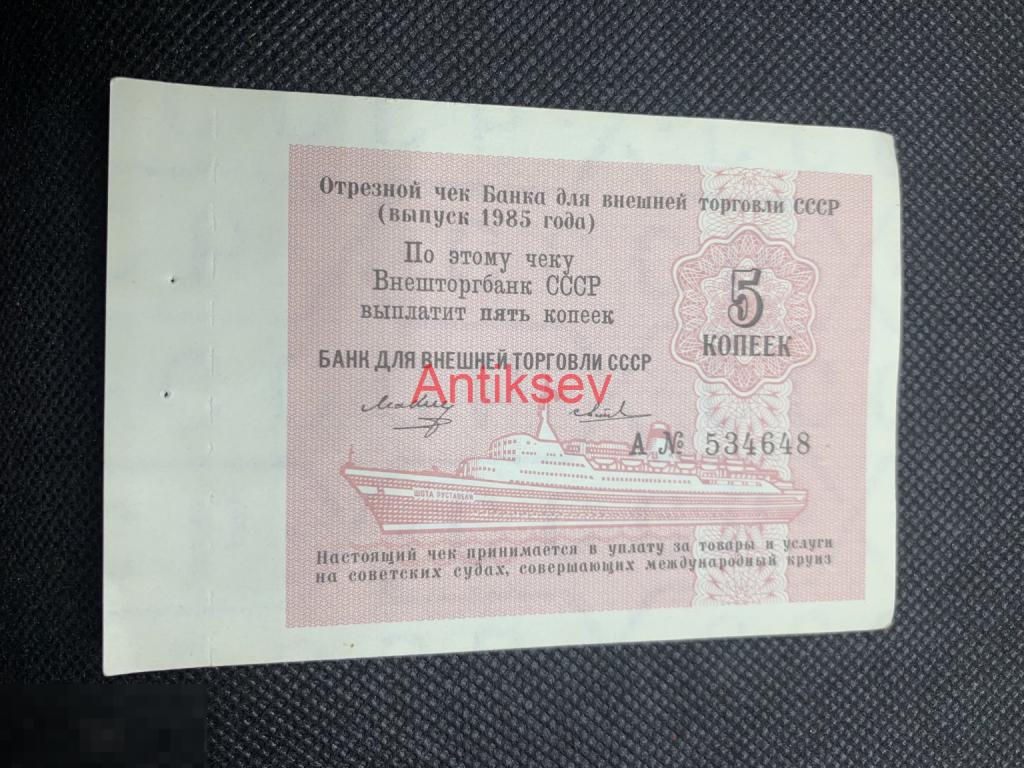 Отрезной чек Банка для внешней торговли СССР
(выпуск 1985 года)
По этому чеку
Внешторгбанк СССР
выплатит пять копеек
5
КОПЕЕК
БАНК ДЛЯ ВНЕШНЕЙ ТОРГОВЛИ СССР
Antiksev
А № 534648
ШОТА РУСТАВЕЛИ
Настоящий чек принимается в уплату за товары и услуги
на советских судах, совершающих международный круиз